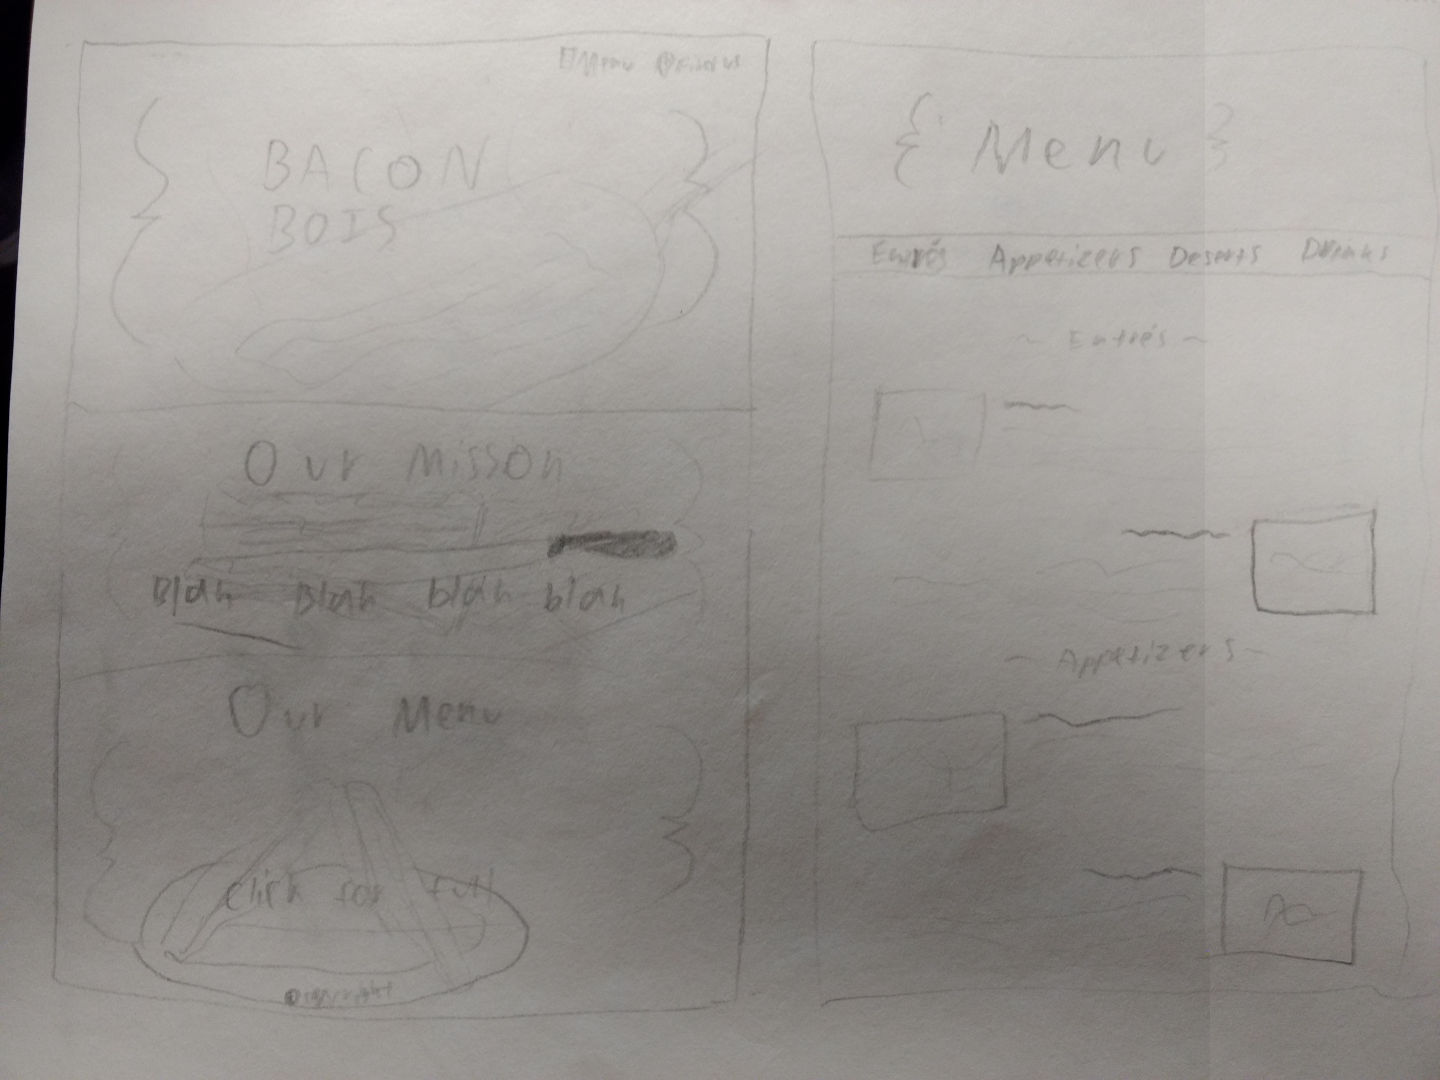 Menu
BACON
BOIS
Our Misson
Blah Blah blah blah
Our Menu
Click for full
©copyright
{ Menu }
Entrés Appetizers Deserts Drinks
~ Entrés ~
~ Appetizers ~